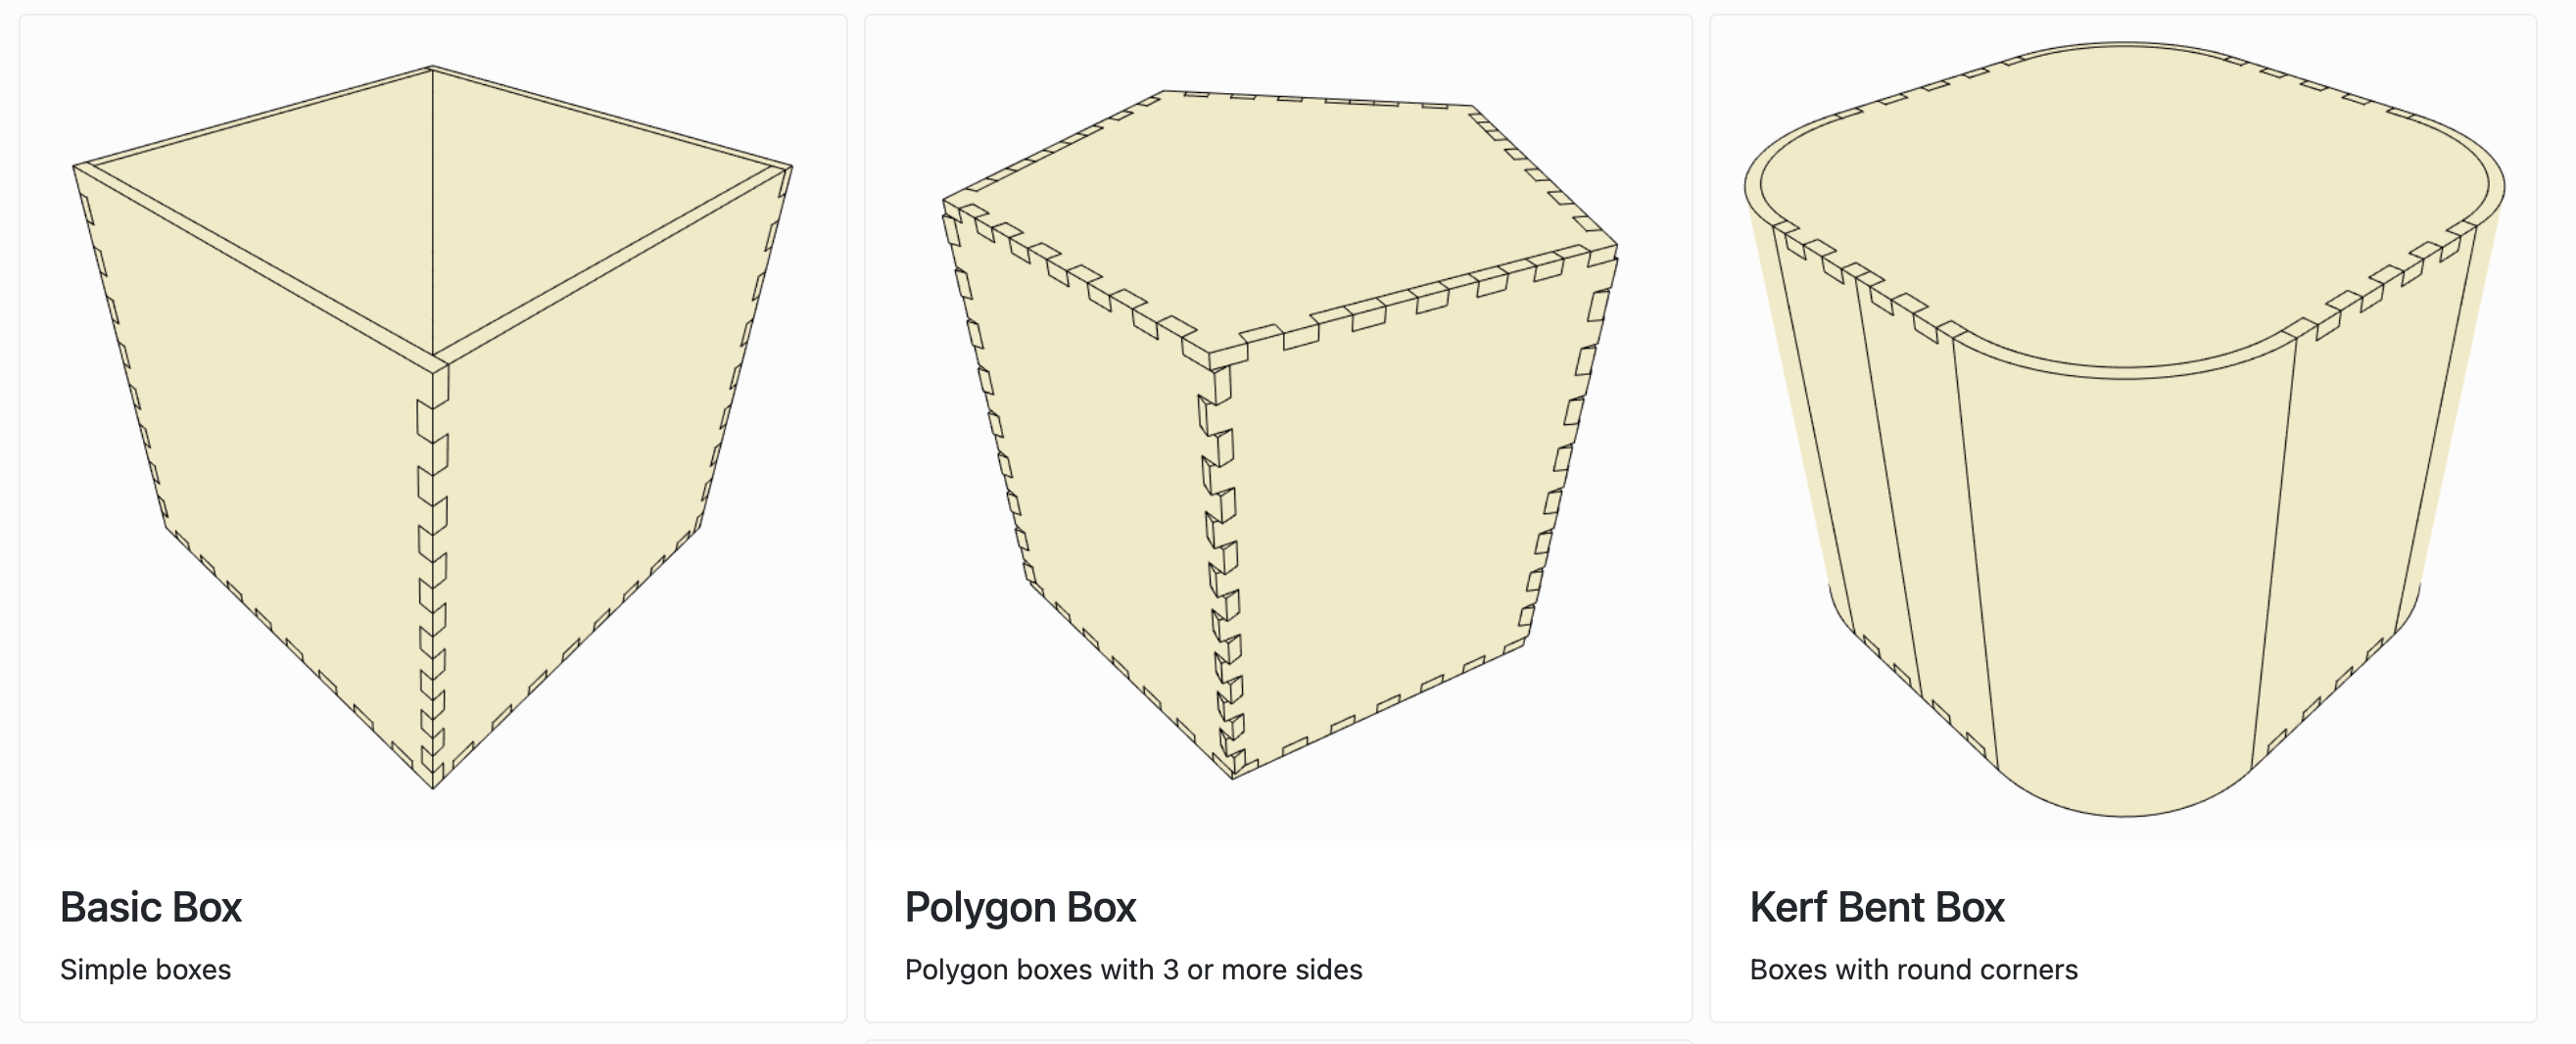 Basic Box
Simple boxes
Polygon Box
Polygon boxes with 3 or more sides
Kerf Bent Box
Boxes with round corners